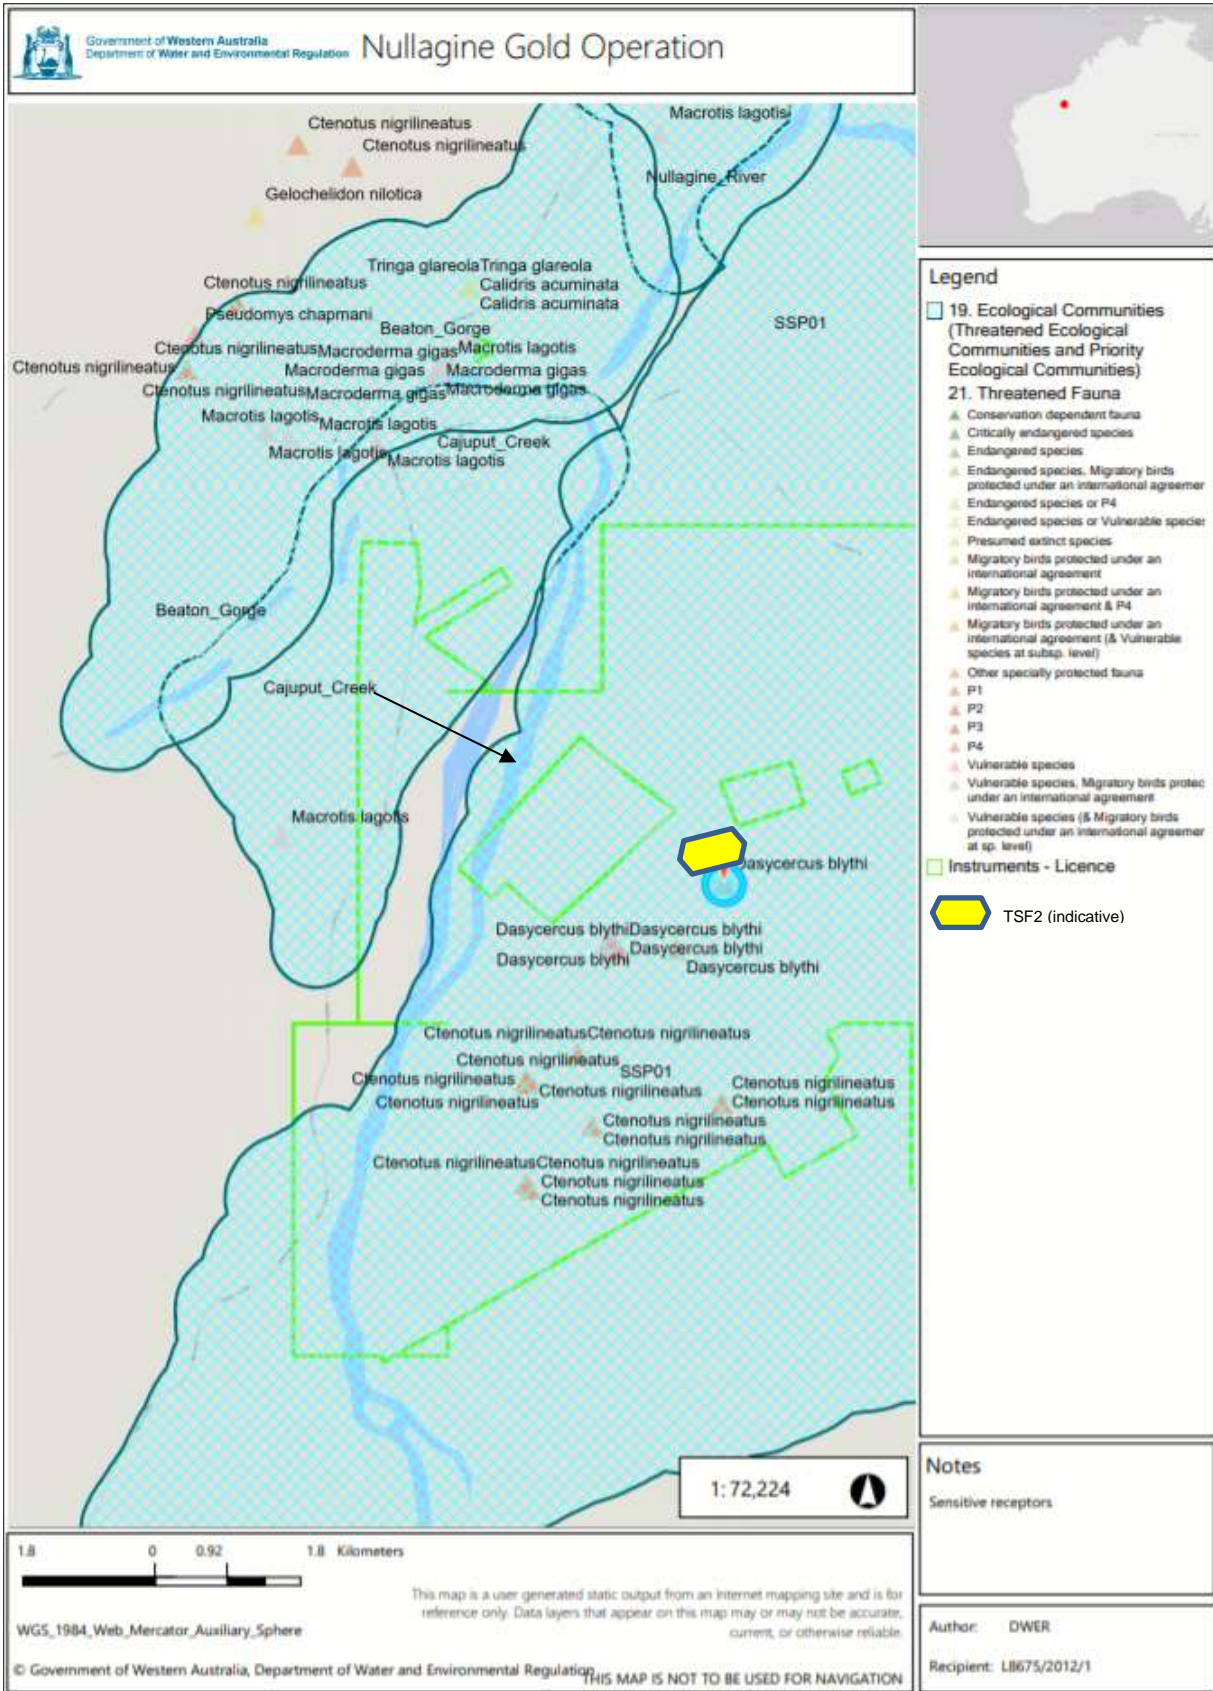 Government of Western Australia
Department of Water and Environmental Regulation
Nullagine Gold Operation
Ctenotus nigrilineatus
Ctenotus nigrilineatus
Macrotis lagotis
Nullagine_River
Gelochelidon nilotica
Tringa glareola Tringa glareola
Ctenotus nigrilineatus
Calidris acuminata
Calidris acuminata
Pseudomys chapmani
Beaton_Gorge
SSP01
Ctenotus nigrilineatus Macroderma gigas Macrotis lagotis
Ctenotus nigrilineatus
Macroderma gigas Macroderma gigas
Ctenotus nigrilineatus Macroderma gigas Macroderma gigas
Macrotis lagotis Macrotis lagotis
Cajuput_Creek
Macrotis lagotis Macrotis lagotis
Beaton_Gorge
Cajuput_Creek
Macrotis lagotis
Dasycercus blythi
Dasycercus blythi Dasycercus blythi
Dasycercus blythi
Dasycercus blythi
Dasycercus blythi
Ctenotus nigrilineatus Ctenotus nigrilineatus
Ctenotus nigrilineatus
SSP01
Ctenotus nigrilineatus
Ctenotus nigrilineatus
Ctenotus nigrilineatus
Ctenotus nigrilineatus
Ctenotus nigrilineatus
Ctenotus nigrilineatus
Ctenotus nigrilineatus
Ctenotus nigrilineatus Ctenotus nigrilineatus
Ctenotus nigrilineatus
Ctenotus nigrilineatus
1: 72,224
Legend
19. Ecological Communities
(Threatened Ecological
Communities and Priority
Ecological Communities)
21. Threatened Fauna
Conservation dependent fauna
Critically endangered species
Endangered species
Endangered species, Migratory birds
protected under an international agreemer
Endangered species or P4
Endangered species or Vulnerable species
Presumed extinct species
Migratory birds protected under an
international agreement
Migratory birds protected under an
international agreement & P4
Migratory birds protected under an
international agreement (& Vulnerable
species at subsp. level)
Other specially protected fauna
P1
P2
P3
P4
Vulnerable species
Vulnerable species, Migratory birds protec
under an international agreement
Vulnerable species (& Migratory birds
protected under an international agreemer
at sp. level)
Instruments - Licence
TSF2 (indicative)
Notes
Sensitive receptors
1.8 0 0.92 1.8 Kilometers
This map is a user generated static output from an Internet mapping site and is for
reference only. Data layers that appear on this map may or may not be accurate,
current, or otherwise reliable.
WGS_1984_Web_Mercator_Auxiliary_Sphere
© Government of Western Australia, Department of Water and Environmental Regulation
THIS MAP IS NOT TO BE USED FOR NAVIGATION
Author: DWER
Recipient: L8675/2012/1